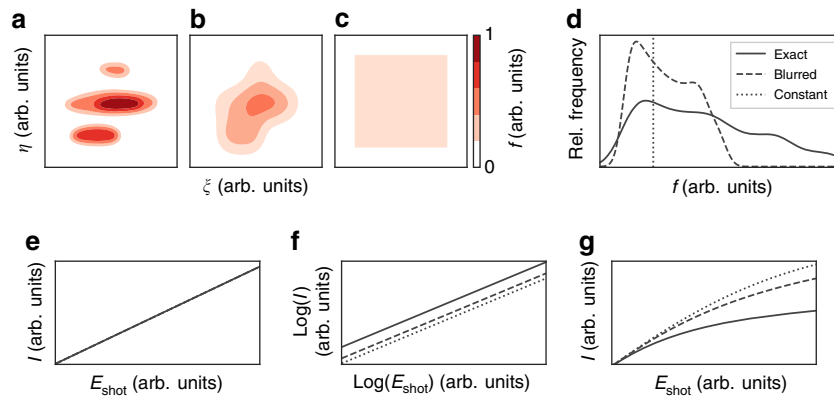 a
b
c
d
η (arb. units)
ξ (arb. units)
1
0
f (arb. units)
Rel. frequency
Exact
Blurred
Constant
f (arb. units)
e
f
g
I (arb. units)
E_shot (arb. units)
Log(I)
(arb. units)
Log(E_shot) (arb. units)
I (arb. units)
E_shot (arb. units)